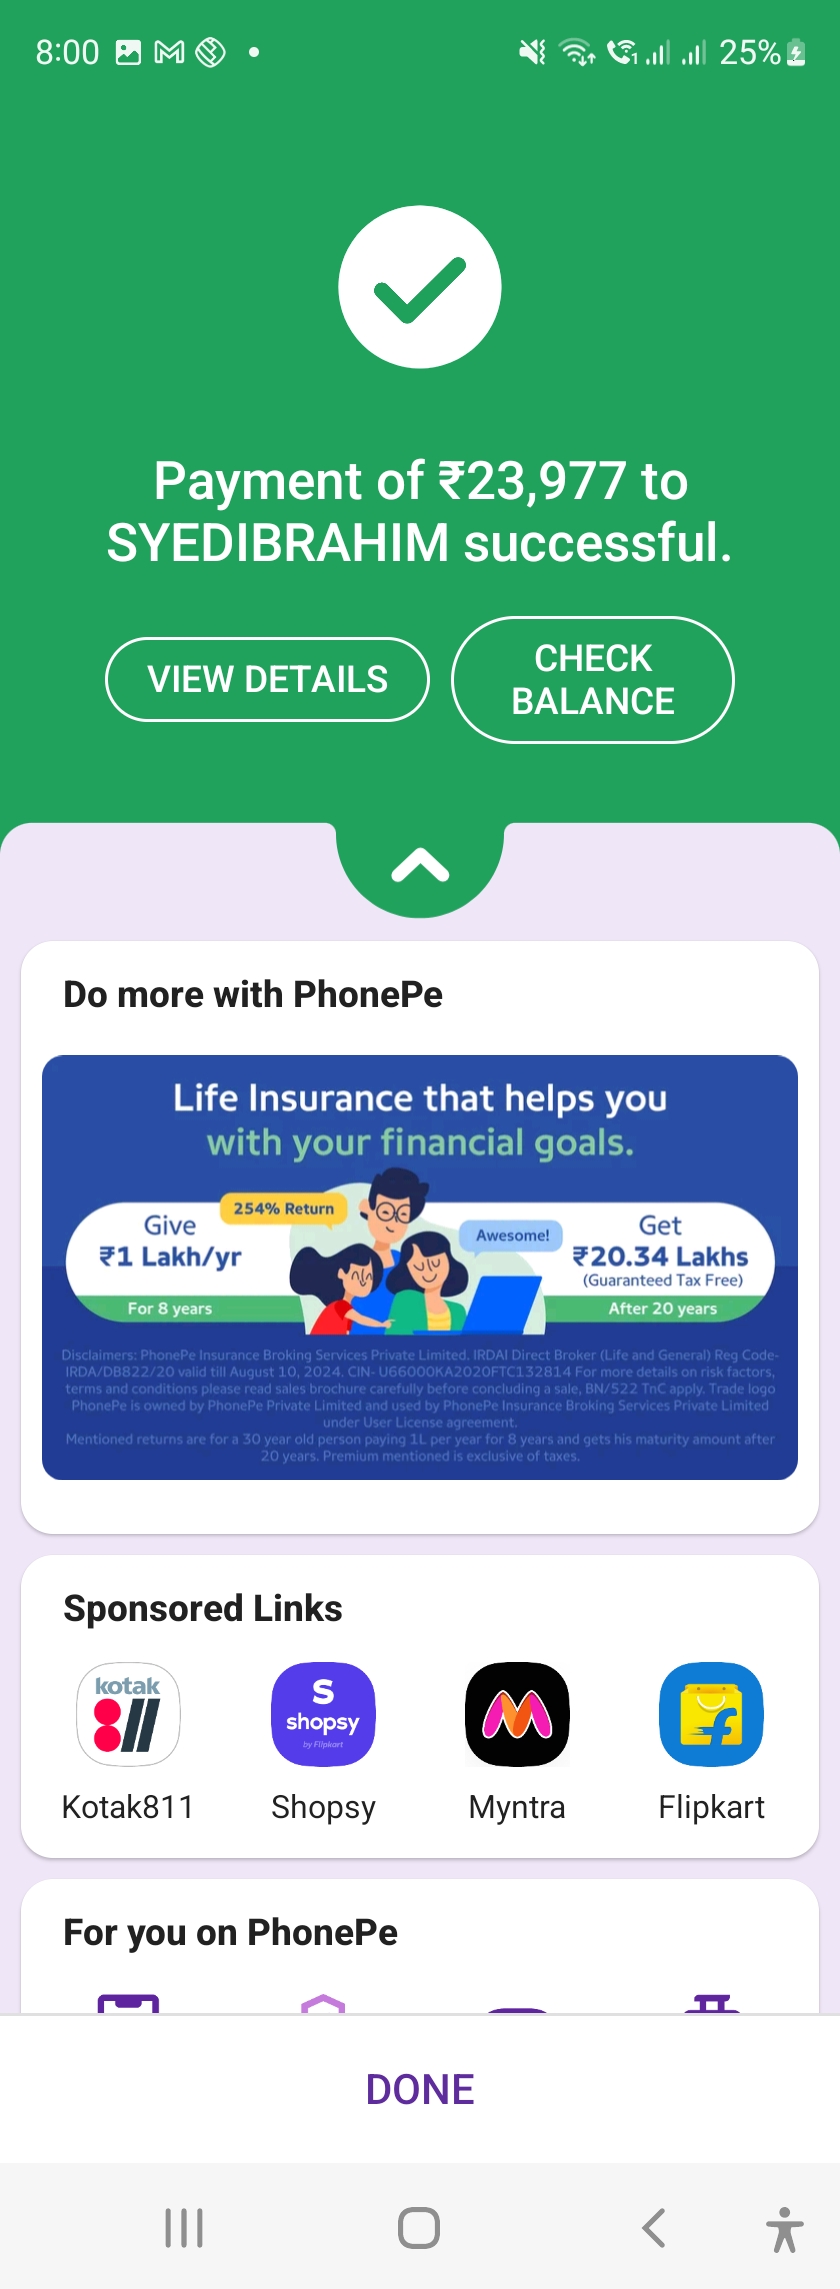 8:00
1
25%
Payment of ₹23,977 to
SYEDIBRAHIM successful.
VIEW DETAILS
CHECK
BALANCE
Do more with PhonePe
Life Insurance that helps you
with your financial goals.
254% Return
Give
₹1 Lakh/yr
For 8 years
Awesome!
Get
₹20.34 Lakhs
(Guaranteed Tax Free)
After 20 years
Disclaimers: PhonePe Insurance Broking Services Private Limited. IRDAI Direct Broker (Life and General) Reg Code-
IRDA/DB822/20 valid till August 10, 2024. CIN- U66000KA2020FTC132814 For more details on risk factors,
terms and conditions please read sales brochure carefully before concluding a sale, BN/522 TnC apply. Trade logo
PhonePe is owned by PhonePe Private Limited and used by PhonePe Insurance Broking Services Private Limited
under User License agreement.
Mentioned returns are for a 30 year old person paying 1L per year for 8 years and gets his maturity amount after
20 years. Premium mentioned is exclusive of taxes.
Sponsored Links
kotak
811
S
shopsy
by Flipkart
Kotak811
Shopsy
Myntra
Flipkart
For you on PhonePe
DONE